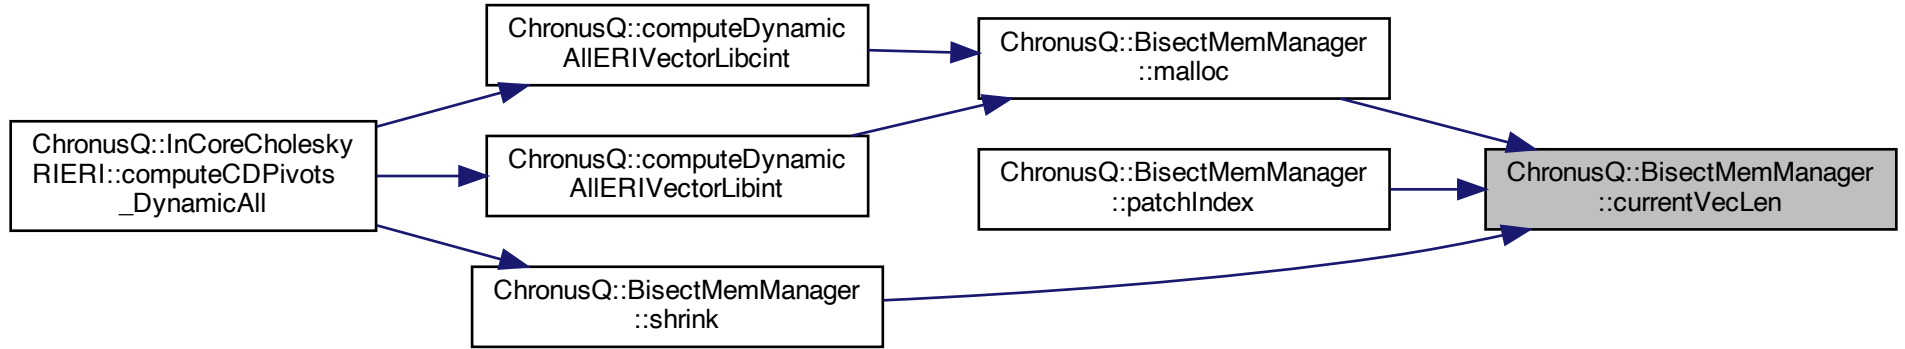 ChronusQ::InCoreCholesky
RIERI::computeCDPivots
_DynamicAll
ChronusQ::computeDynamic
AllERIVectorLibcint
ChronusQ::computeDynamic
AllERIVectorLibint
ChronusQ::BisectMemManager
::shrink
ChronusQ::BisectMemManager
::malloc
ChronusQ::BisectMemManager
::patchIndex
ChronusQ::BisectMemManager
::currentVecLen